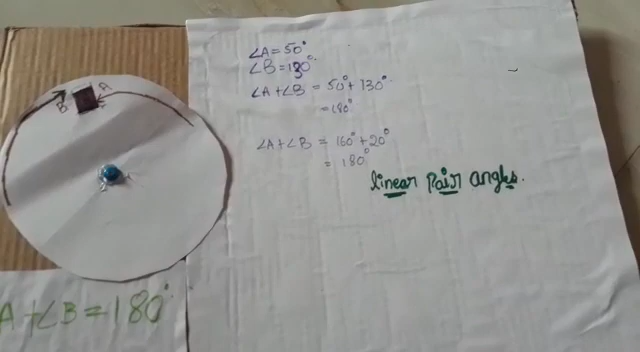 ∠A = 50°
∠B = 130°
∠A + ∠B = 50° + 130°
= 180°
∠A + ∠B = 160° + 20°
= 180°
linear Pair angles.
A
B
A + ∠B = 180°